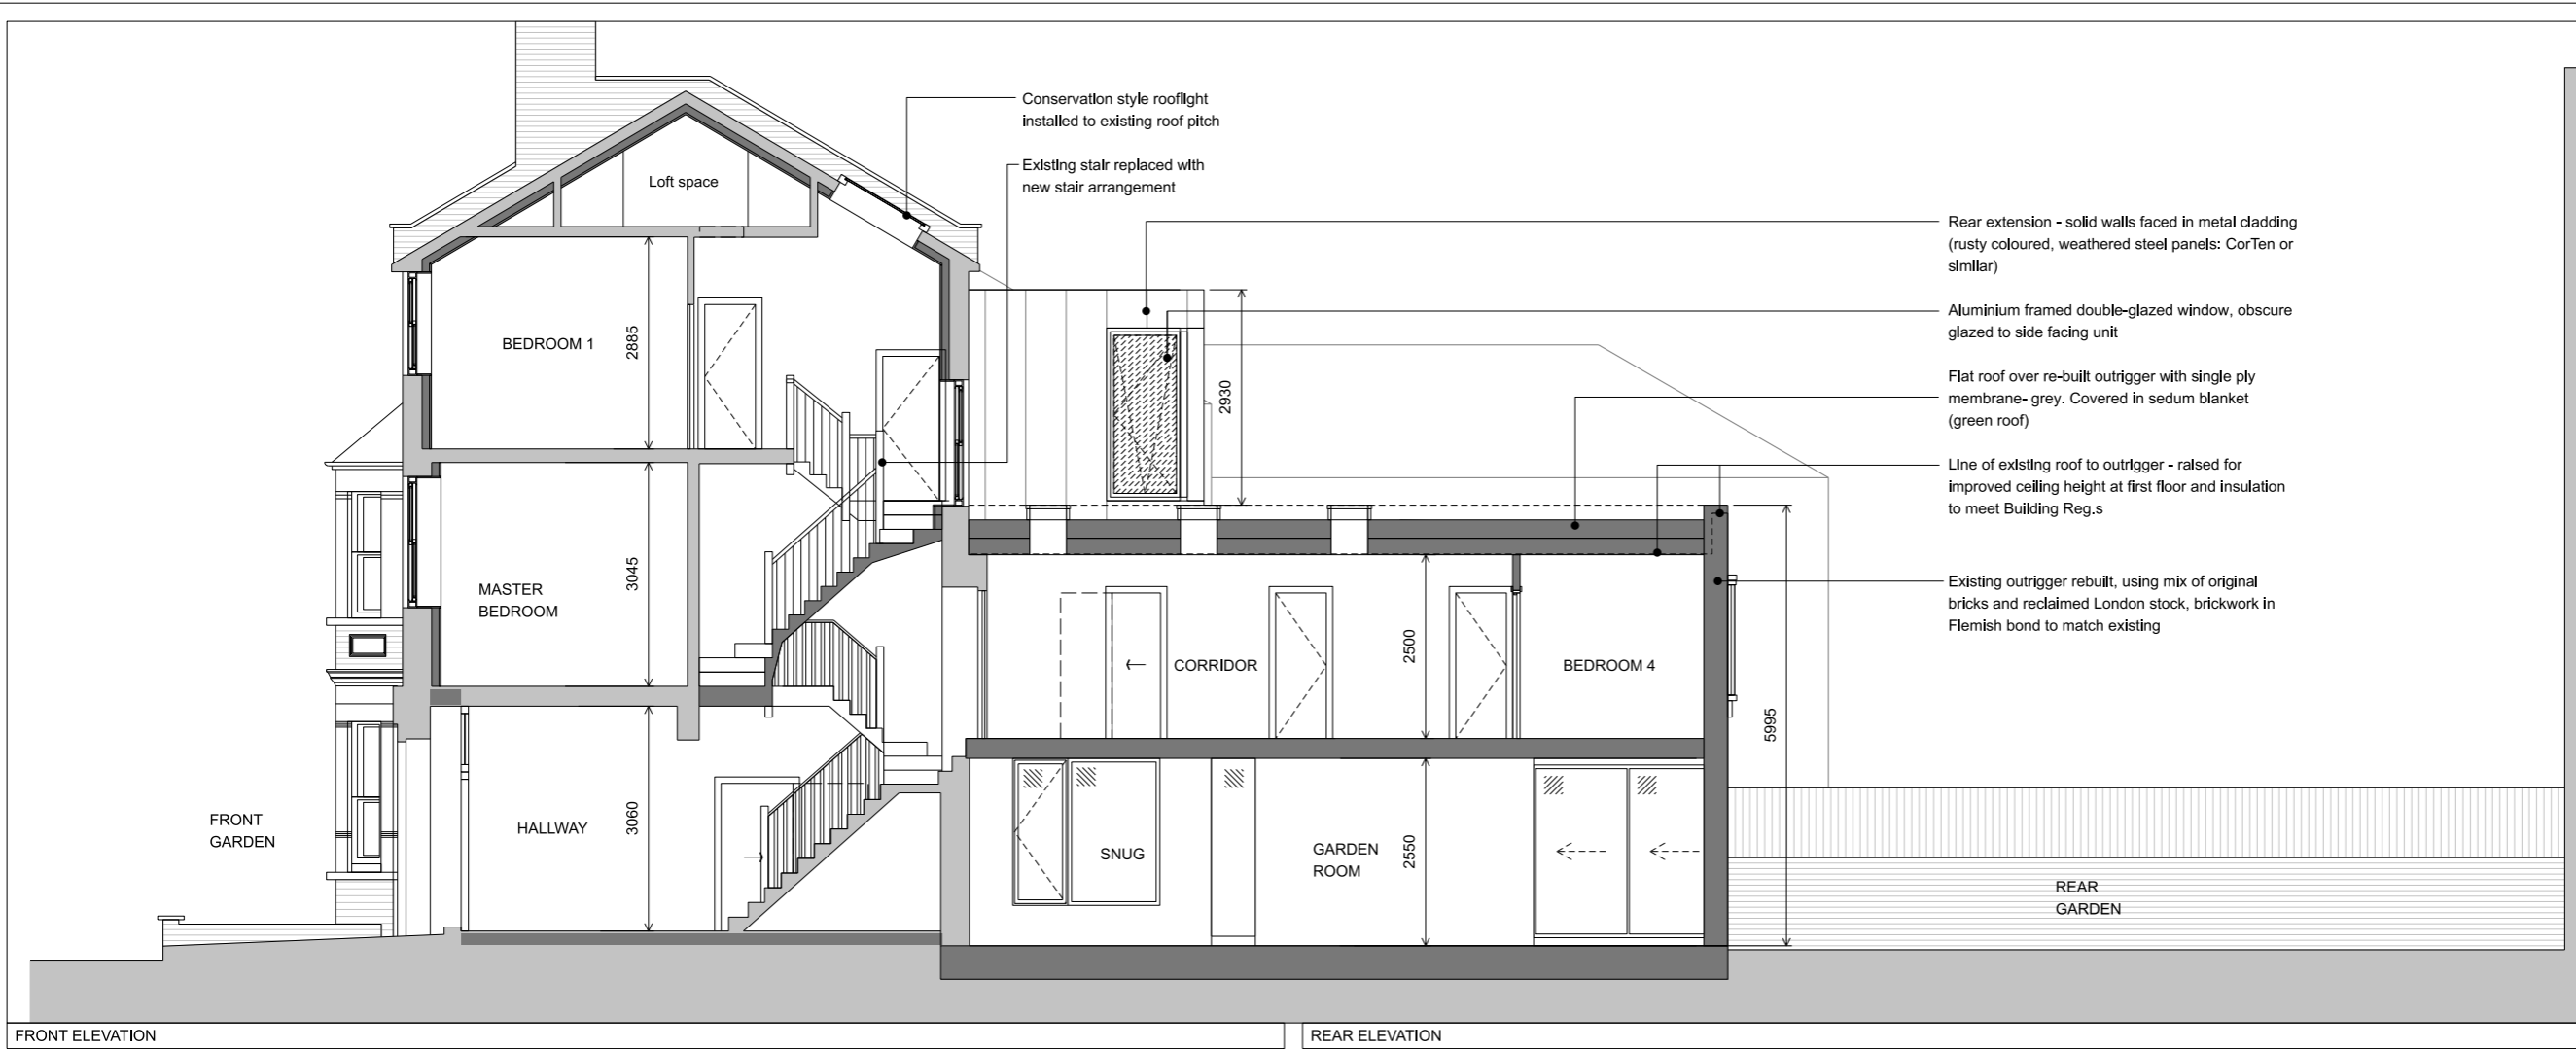 Conservation style rooflight
installed to existing roof pitch
Existing stair replaced with
new stair arrangement
Loft space
Rear extension - solid walls faced in metal cladding
(rusty coloured, weathered steel panels: CorTen or
similar)
Aluminium framed double-glazed window, obscure
glazed to side facing unit
Flat roof over re-built outrigger with single ply
membrane- grey. Covered in sedum blanket
(green roof)
Line of existing roof to outrigger - raised for
improved ceiling height at first floor and insulation
to meet Building Reg.s
Existing outrigger rebuilt, using mix of original
bricks and reclaimed London stock, brickwork in
Flemish bond to match existing
BEDROOM 1
2885
2930
MASTER
BEDROOM
3045
CORRIDOR
2500
BEDROOM 4
5995
FRONT
GARDEN
HALLWAY
3060
SNUG
GARDEN
ROOM
2550
REAR
GARDEN
FRONT ELEVATION
REAR ELEVATION